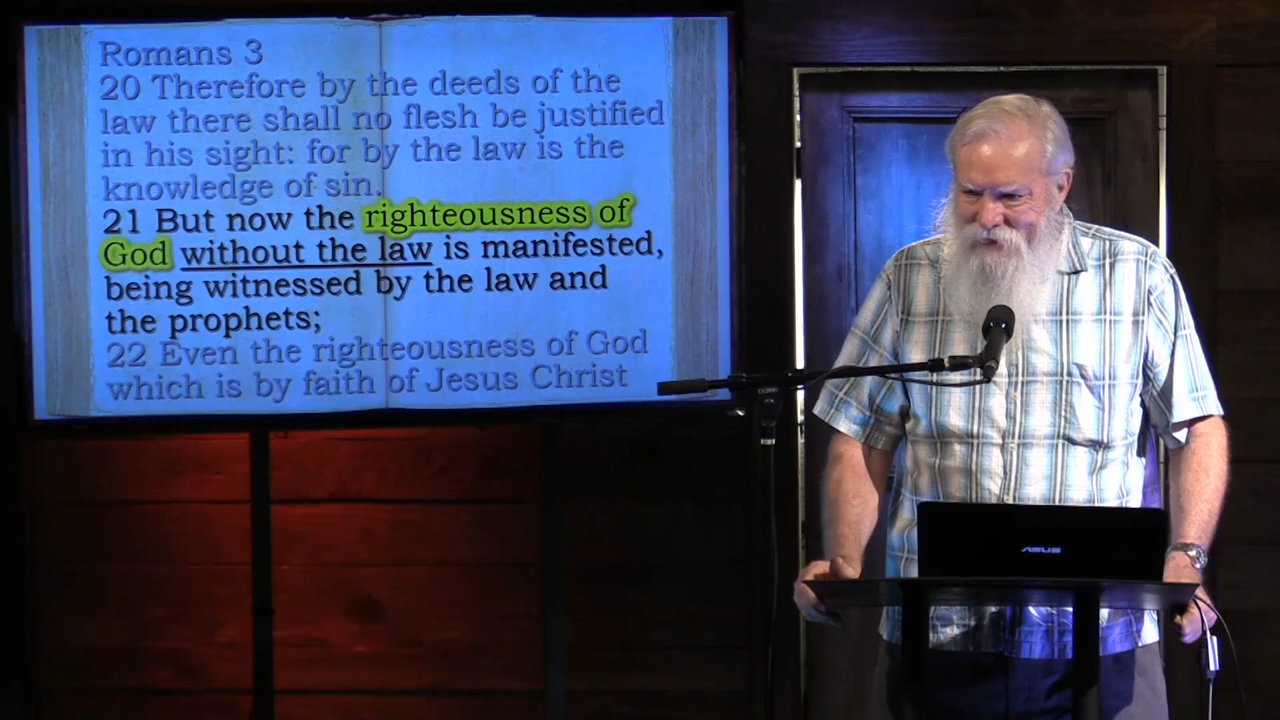 Romans 3
20 Therefore by the deeds of the
law there shall no flesh be justified
in his sight: for by the law is the
knowledge of sin.
21 But now the righteousness of
God without the law is manifested,
being witnessed by the law and
the prophets;
22 Even the righteousness of God
which is by faith of Jesus Christ
ASUS